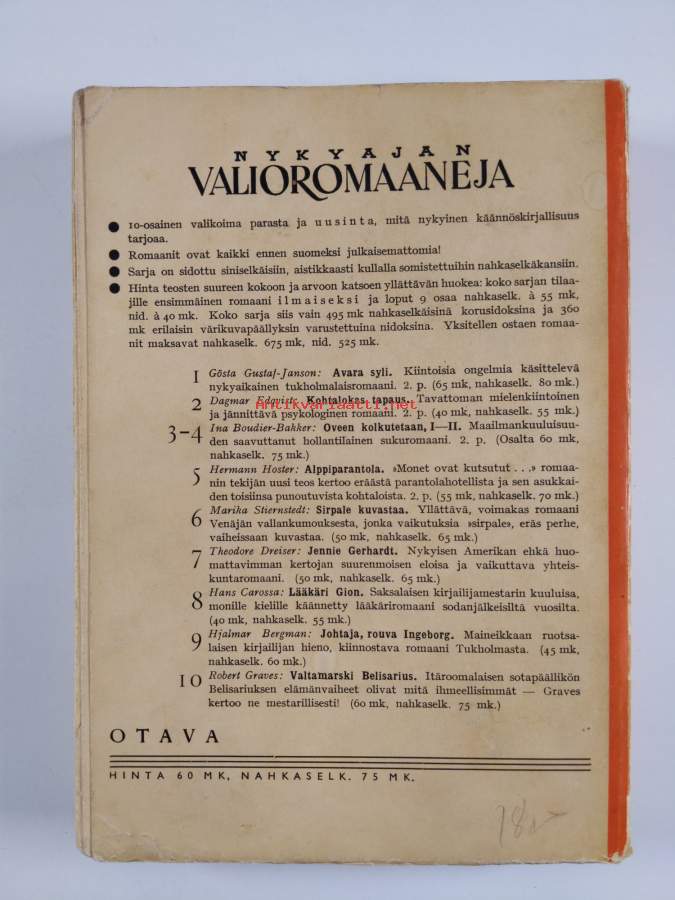 NYKYAJAN
VALIOROMAANEJA
● 10-osainen valikoima parasta ja uusinta, mitä nykyinen käännöskirjallisuus
tarjoaa.
● Romaanit ovat kaikki ennen suomeksi julkaisemattomia!
● Sarja on sidottu siniselkäisiin, aistikkaasti kullalla somistettuihin nahkaselkäkansiin.
● Hinta teosten suureen kokoon ja arvoon katsoen yllättävän huokea: koko sarjan tilaa-
jille ensimmäinen romaani ilmaiseksi ja loput 9 osaa nahkaselk. à 55 mk,
nid. à 40 mk. Koko sarja siis vain 495 mk nahkaselkäisinä korusidoksina ja 360
mk erilaisin värikuvapäällyksin varustettuina nidoksina. Yksitellen ostaen romaa-
nit maksavat nahkaselk. 675 mk, nid. 525 mk.
1 Gösta Gustaf-Janson: Avara syli. Kiintoisia ongelmia käsittelevä
nykyaikainen tukholmalaisromaani. 2. p. (65 mk, nahkaselk. 80 mk.)
2 Dagmar Edqvist: Kohtalokas tapaus. Tavattoman mielenkiintoinen
ja jännittävä psykologinen romaani. 2. p. (40 mk, nahkaselk. 55 mk.)
antikvariaatti.net
3-4 Ina Boudier-Bakker: Oveen kolkutetaan, I—II. Maailmankuuluisuu-
den saavuttanut hollantilainen sukuromaani. 2. p. (Osalta 60 mk,
nahkaselk. 75 mk.)
5 Hermann Hoster: Alppiparantola. »Monet ovat kutsutut . . .» romaa-
nin tekijän uusi teos kertoo eräästä parantolahotellista ja sen asukkai-
den toisiinsa punoutuvista kohtaloista. 2. p. (55 mk, nahkaselk. 70 mk.)
6 Marika Stiernstedt: Sirpale kuvastaa. Yllättävä, voimakas romaani
Venäjän vallankumouksesta, jonka vaikutuksia »sirpale», eräs perhe,
vaiheissaan kuvastaa. (50 mk, nahkaselk. 65 mk.)
7 Theodore Dreiser: Jennie Gerhardt. Nykyisen Amerikan ehkä huo-
mattavimman kertojan suurenmoisen eloisa ja vaikuttava yhteis-
kuntaromaani. (50 mk, nahkaselk. 65 mk.)
8 Hans Carossa: Lääkäri Gion. Saksalaisen kirjailijamestarin kuuluisa,
monille kielille käännetty lääkäriromaani sodanjälkeisiltä vuosilta.
(40 mk, nahkaselk. 55 mk.)
9 Hjalmar Bergman: Johtaja, rouva Ingeborg. Maineikkaan ruotsa-
laisen kirjailijan hieno, kiinnostava romaani Tukholmasta. (45 mk,
nahkaselk. 60 mk.)
10 Robert Graves: Valtamarski Belisarius. Itäroomalaisen sotapäällikön
Belisariuksen elämänvaiheet olivat mitä ihmeellisimmät — Graves
kertoo ne mestarillisesti! (60 mk, nahkaselk. 75 mk.)
OTAVA
HINTA 60 MK, NAHKASELK. 75 MK.